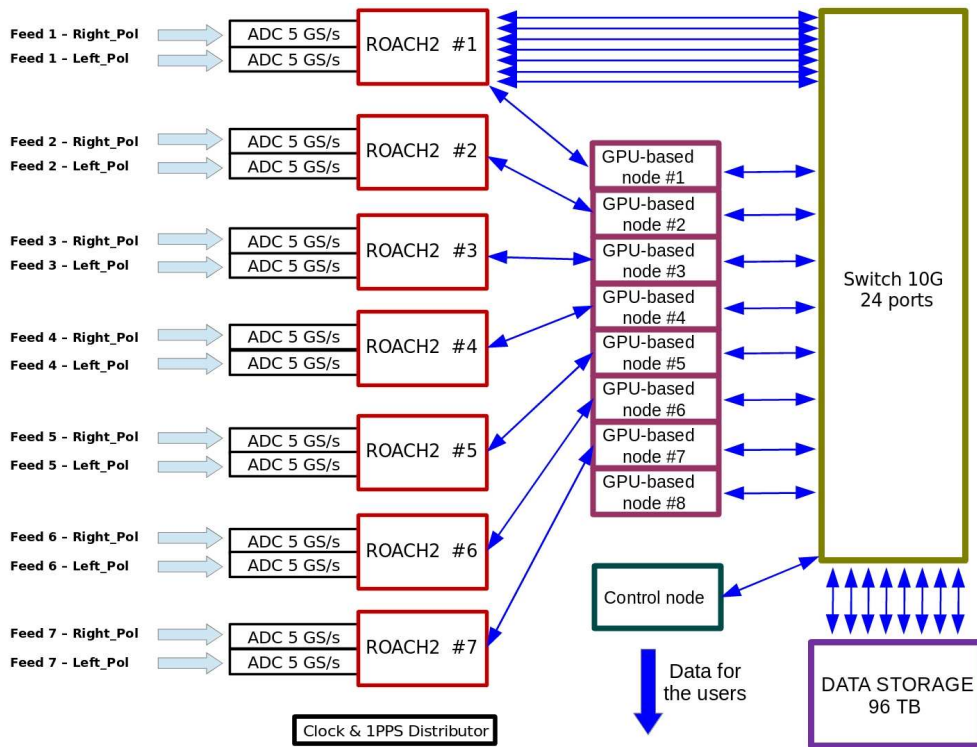 Feed 1 – Right_Pol
Feed 1 – Left_Pol
ADC 5 GS/s
ADC 5 GS/s
ROACH2 #1
Feed 2 – Right_Pol
Feed 2 – Left_Pol
ADC 5 GS/s
ADC 5 GS/s
ROACH2 #2
Feed 3 – Right_Pol
Feed 3 – Left_Pol
ADC 5 GS/s
ADC 5 GS/s
ROACH2 #3
Feed 4 – Right_Pol
Feed 4 – Left_Pol
ADC 5 GS/s
ADC 5 GS/s
ROACH2 #4
Feed 5 – Right_Pol
Feed 5 – Left_Pol
ADC 5 GS/s
ADC 5 GS/s
ROACH2 #5
Feed 6 – Right_Pol
Feed 6 – Left_Pol
ADC 5 GS/s
ADC 5 GS/s
ROACH2 #6
Feed 7 – Right_Pol
Feed 7 – Left_Pol
ADC 5 GS/s
ADC 5 GS/s
ROACH2 #7
GPU-based
node #1
GPU-based
node #2
GPU-based
node #3
GPU-based
node #4
GPU-based
node #5
GPU-based
node #6
GPU-based
node #7
GPU-based
node #8
Switch 10G
24 ports
Control node
Data for
the users
DATA STORAGE
96 TB
Clock & 1PPS Distributor